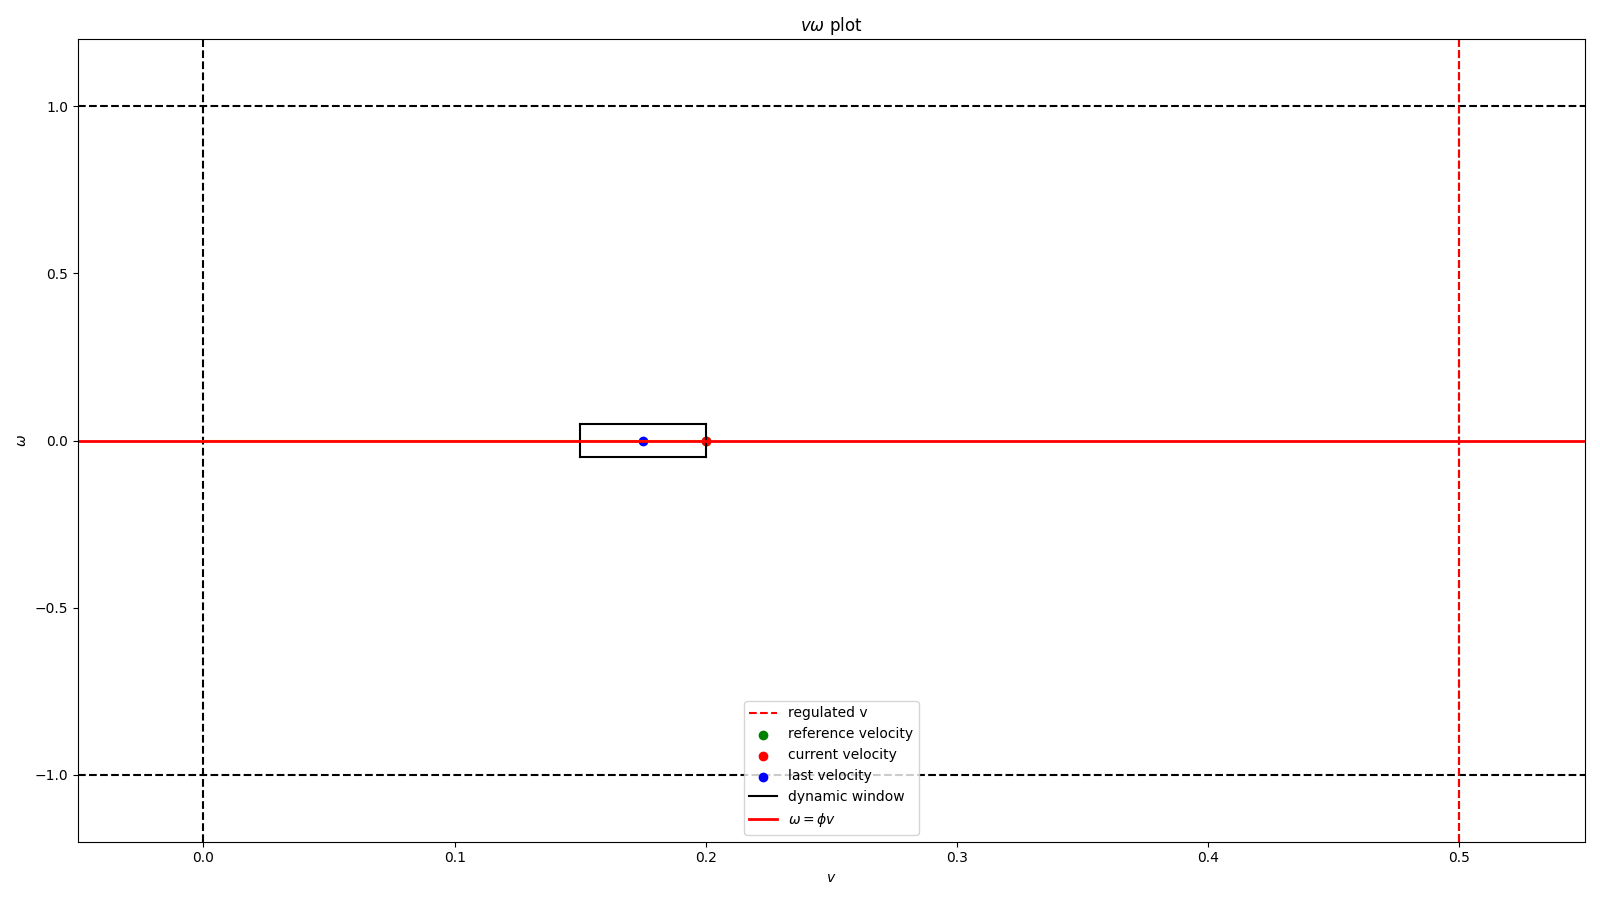 vω plot
ω
1.0
0.5
0.0
−0.5
−1.0
regulated v
reference velocity
current velocity
last velocity
dynamic window
ω = ϕv
0.0 0.1 0.2 0.3 0.4 0.5
v